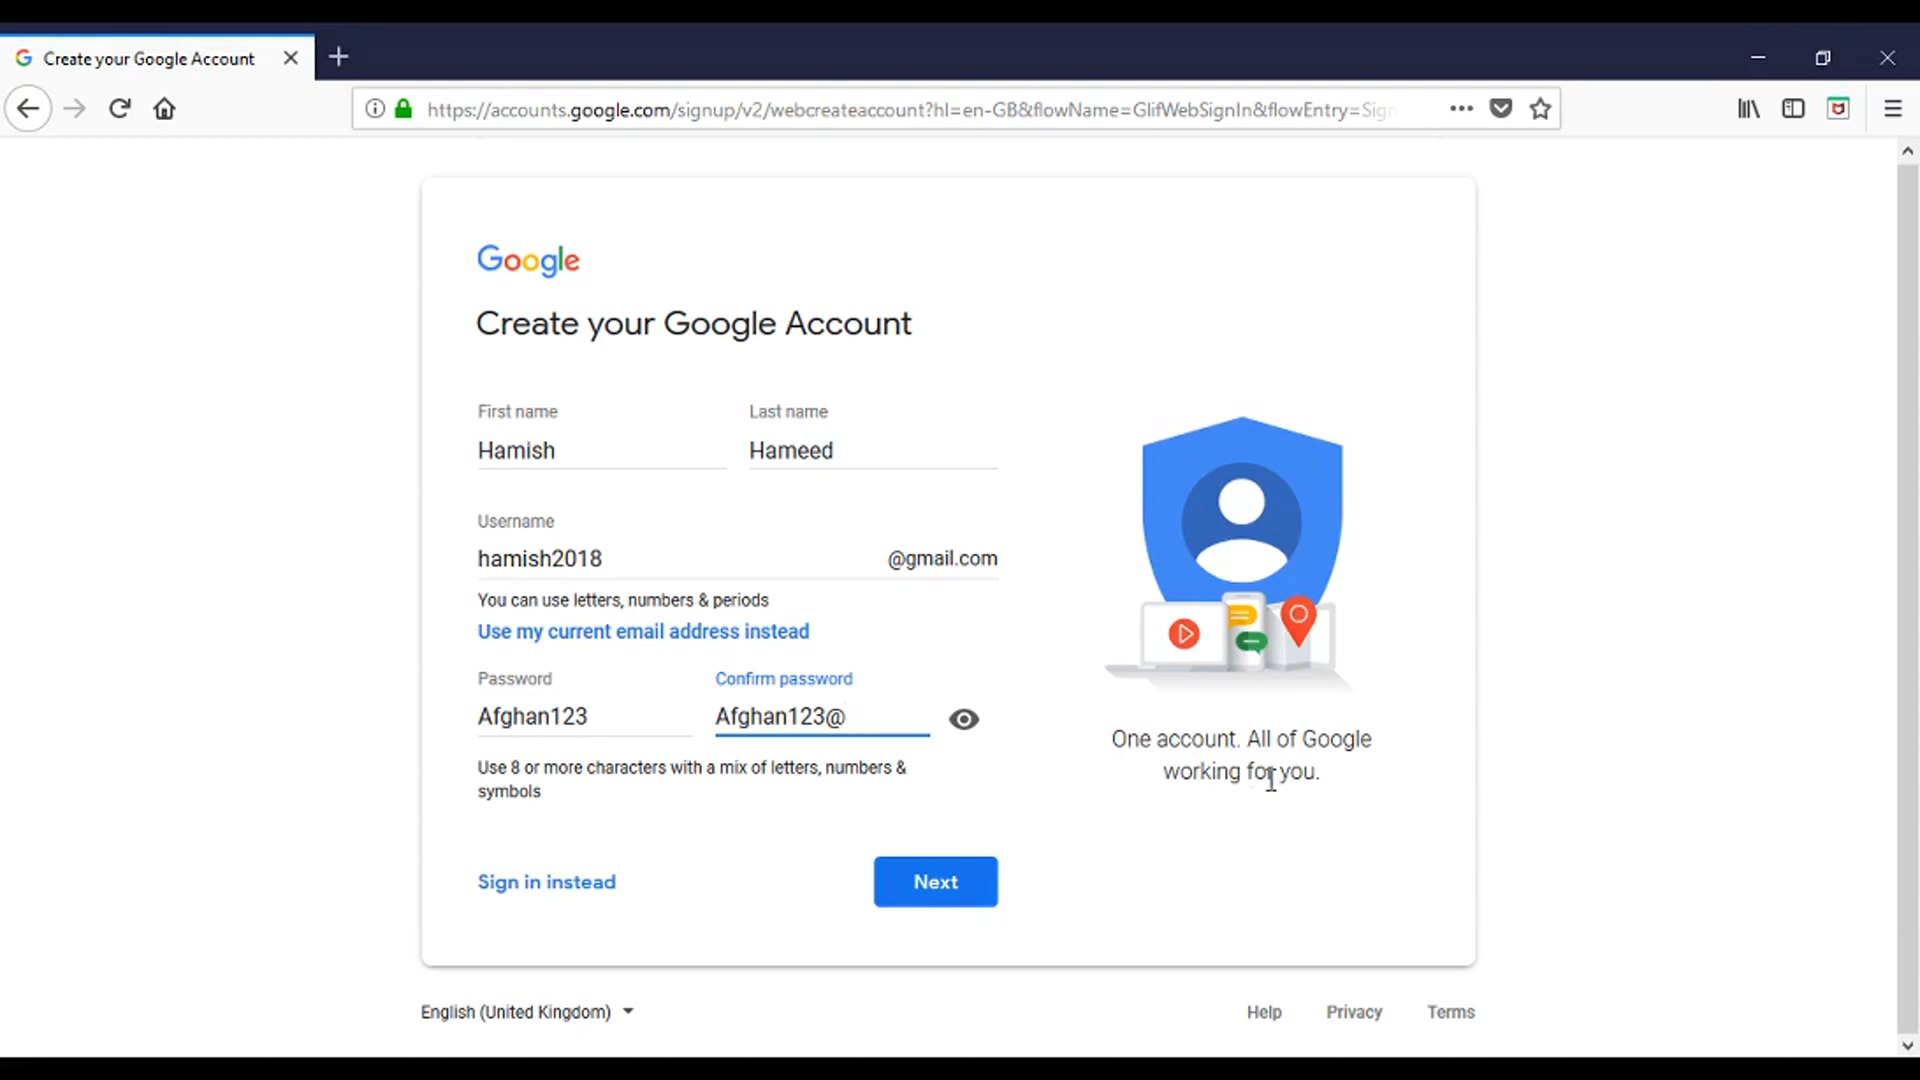 Create your Google Account
https://accounts.google.com/signup/v2/webcreateaccount?hl=en-GB&flowName=GlifWebSignIn&flowEntry=Sign
Google
Create your Google Account
First name
Last name
Hamish
Hameed
Username
hamish2018
@gmail.com
You can use letters, numbers & periods
Use my current email address instead
Password
Confirm password
Afghan123
Afghan123@
Use 8 or more characters with a mix of letters, numbers &
symbols
One account. All of Google
working for you.
Sign in instead
Next
English (United Kingdom)
Help
Privacy
Terms